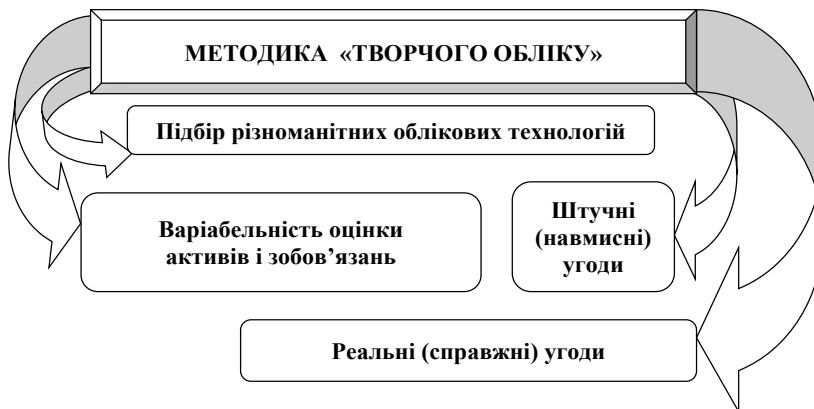 МЕТОДИКА «ТВОРЧОГО ОБЛІКУ»
Підбір різноманітних облікових технологій
Варіабельність оцінки
активів і зобов’язань
Штучні
(навмисні)
угоди
Реальні (справжні) угоди